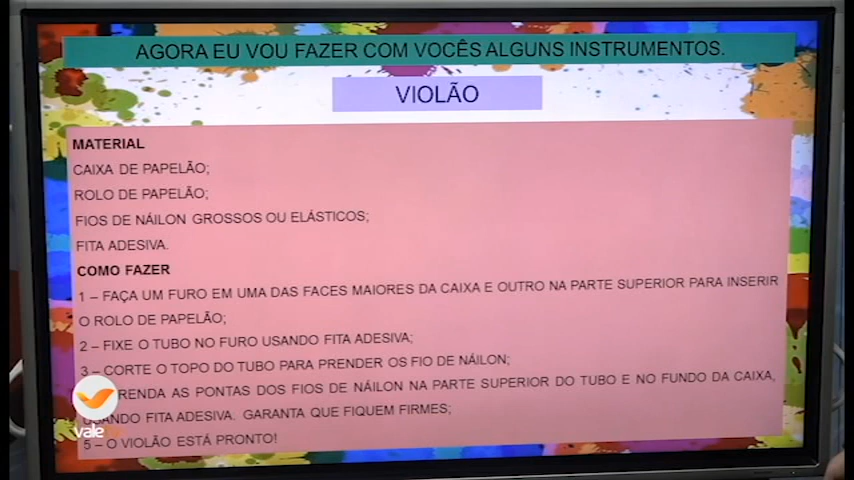 AGORA EU VOU FAZER COM VOCÊS ALGUNS INSTRUMENTOS.
VIOLÃO
MATERIAL
CAIXA DE PAPELÃO;
ROLO DE PAPELÃO;
FIOS DE NÁILON GROSSOS OU ELÁSTICOS;
FITA ADESIVA.
COMO FAZER
1 – FAÇA UM FURO EM UMA DAS FACES MAIORES DA CAIXA E OUTRO NA PARTE SUPERIOR PARA INSERIR
O ROLO DE PAPELÃO;
2 – FIXE O TUBO NO FURO USANDO FITA ADESIVA;
3 – CORTE O TOPO DO TUBO PARA PRENDER OS FIO DE NÁILON;
RENDA AS PONTAS DOS FIOS DE NÁILON NA PARTE SUPERIOR DO TUBO E NO FUNDO DA CAIXA,
USANDO FITA ADESIVA. GARANTA QUE FIQUEM FIRMES;
5 – O VIOLÃO ESTÁ PRONTO!
vale